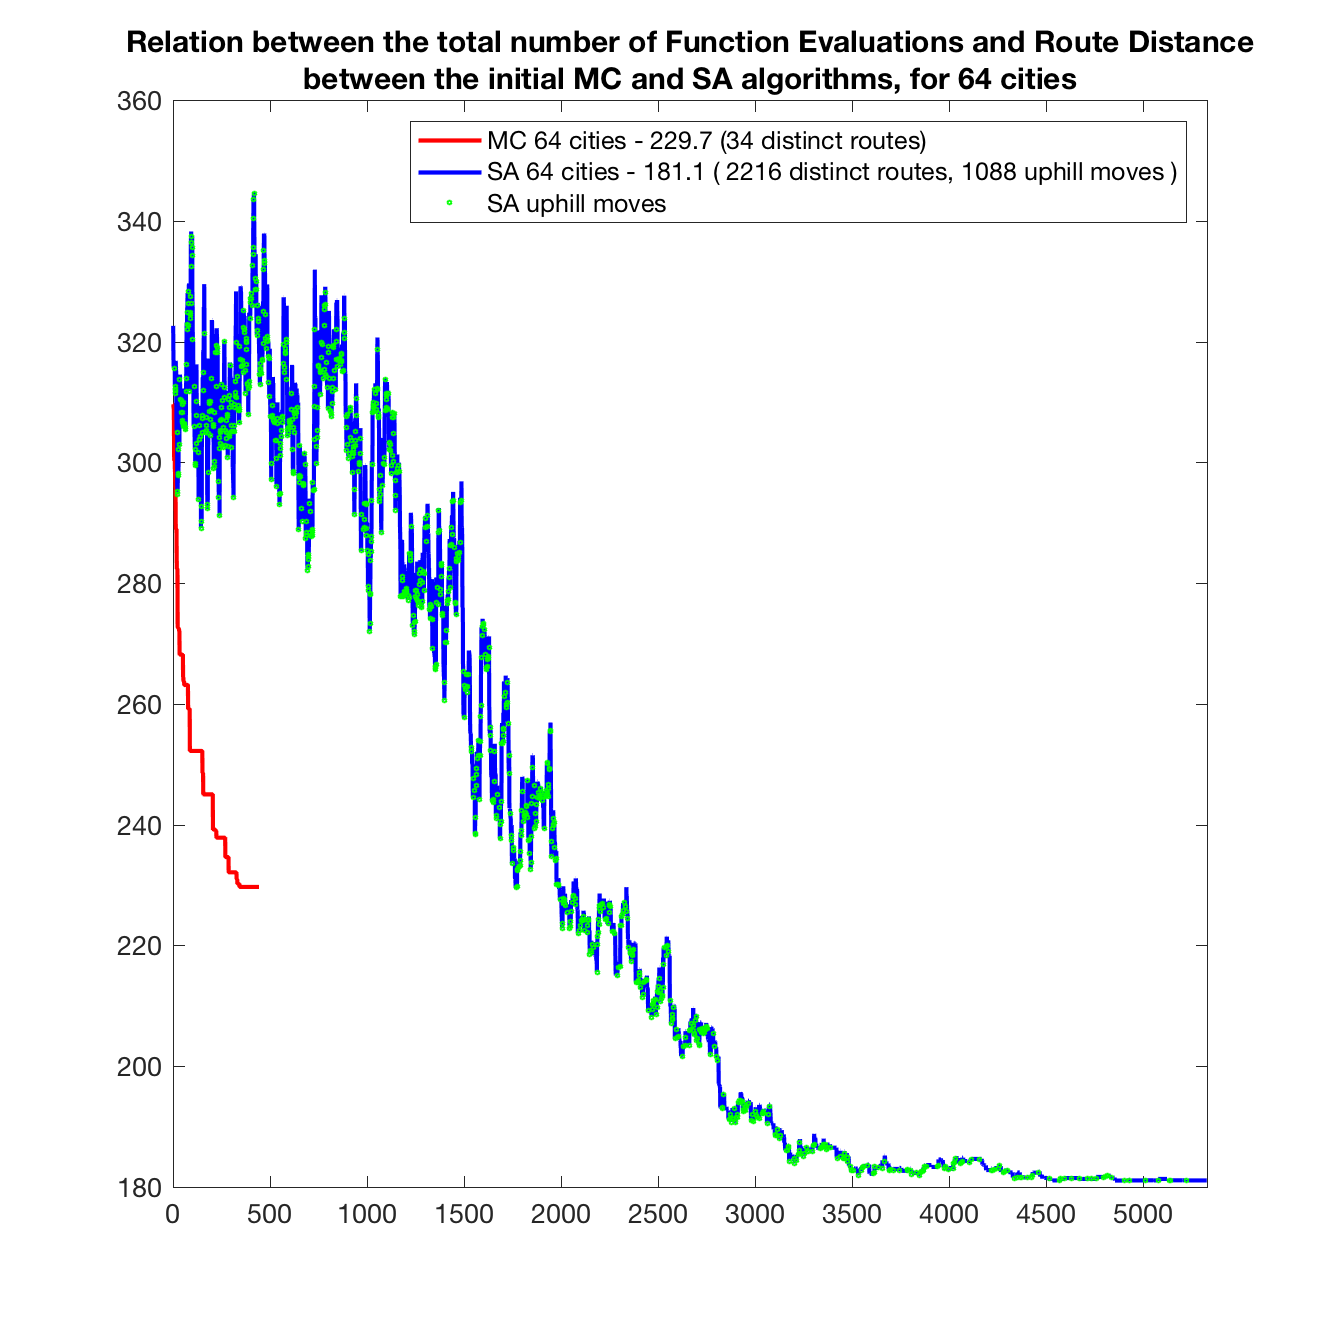 Relation between the total number of Function Evaluations and Route Distance
between the initial MC and SA algorithms, for 64 cities
MC 64 cities - 229.7 (34 distinct routes)
SA 64 cities - 181.1 ( 2216 distinct routes, 1088 uphill moves )
SA uphill moves
360
340
320
300
280
260
240
220
200
180
0 500 1000 1500 2000 2500 3000 3500 4000 4500 5000